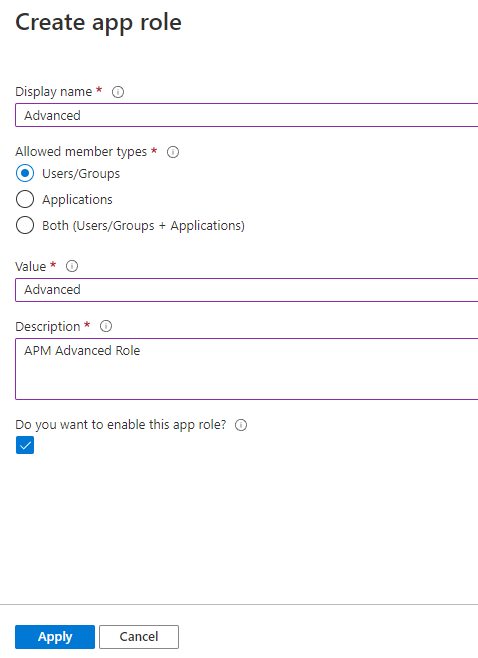 Create app role
Display name *
Advanced
Allowed member types *
Users/Groups
Applications
Both (Users/Groups + Applications)
Value *
Advanced
Description *
APM Advanced Role
Do you want to enable this app role?
Apply Cancel